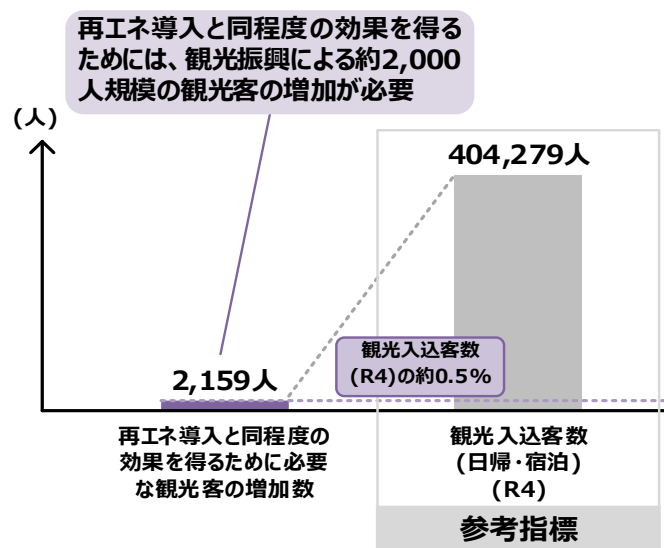 再エネ導入と同程度の効果を得る
ためには、観光振興による約2,000
人規模の観光客の増加が必要
(人)
404,279人
観光入込客数
(R4)の約0.5%
2,159人
再エネ導入と同程度の
効果を得るために必要
な観光客の増加数
観光入込客数
(日帰・宿泊)
(R4)
参考指標